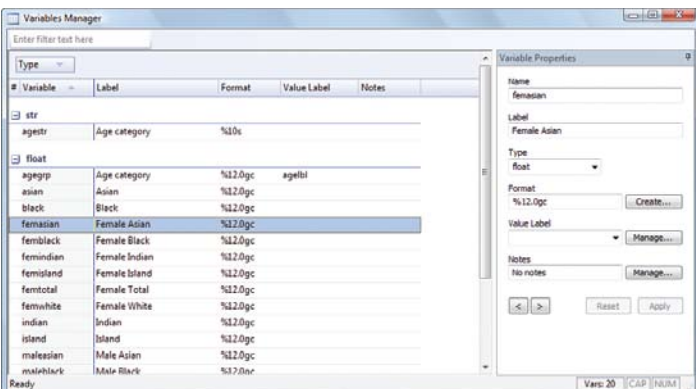 Variables Manager
Enter filter text here
Type
# Variable Label Format Value Label Notes
str
agestr Age category %10s
float
agegrp Age category %12.0gc agelbl
asian Asian %12.0gc
black Black %12.0gc
femasian Female Asian %12.0gc
femblack Female Black %12.0gc
femindian Female Indian %12.0gc
femisland Female Island %12.0gc
femtotal Female Total %12.0gc
femwhite Female White %12.0gc
indian Indian %12.0gc
island Island %12.0gc
maleasian Male Asian %12.0gc
maleblack Male Black %12.0gc
Variable Properties
Name
femasian
Label
Female Asian
Type
float
Format
%12.0gc Create...
Value Label
Manage...
Notes
No notes Manage...
< > Reset Apply
Ready Vars: 20 CAP NUM